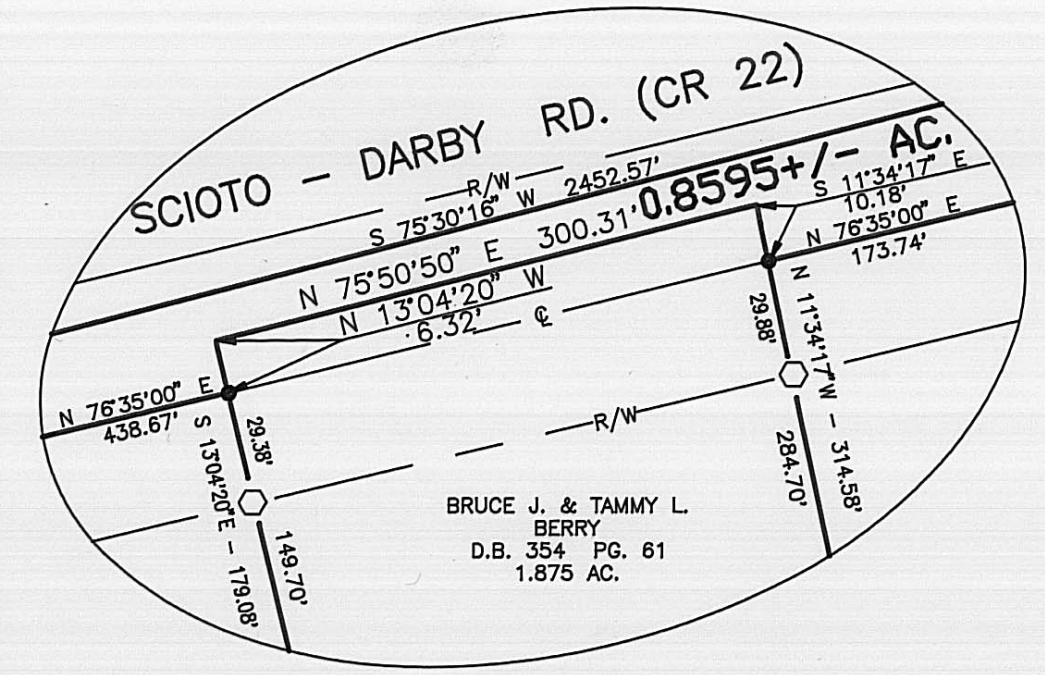 SCIOTO – DARBY RD. (CR 22)
R/W
S 75°30'16" W 2452.57'
0.8595+/- AC.
N 75°50'50" E 300.31'
S 11°34'17" E
10.18'
N 76°35'00" E
173.74'
N 13°04'20" W
6.32'
℄
N 76°35'00" E
438.67'
29.88'
N 11°34'17"W – 314.58'
284.70'
R/W
29.38'
S 13°04'20"E – 179.08'
149.70'
BRUCE J. & TAMMY L.
BERRY
D.B. 354 PG. 61
1.875 AC.